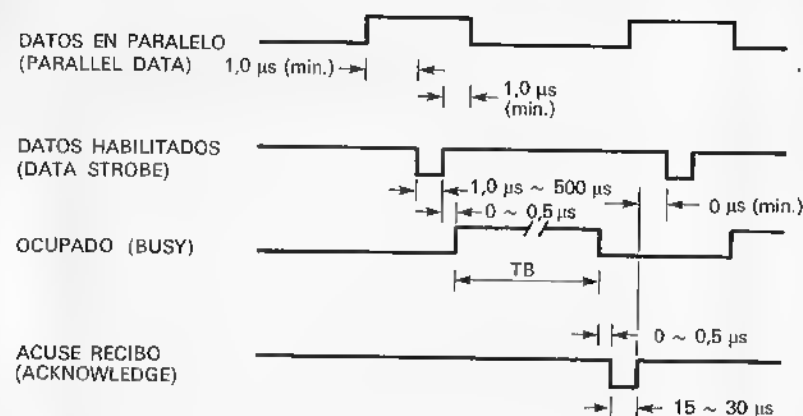 DATOS EN PARALELO
(PARALLEL DATA)
1,0 µs (min.)
1,0 µs
(min.)
DATOS HABILITADOS
(DATA STROBE)
1,0 µs ~ 500 µs
0 ~ 0,5 µs
0 µs (min.)
OCUPADO (BUSY)
TB
0 ~ 0,5 µs
ACUSE RECIBO
(ACKNOWLEDGE)
15 ~ 30 µs